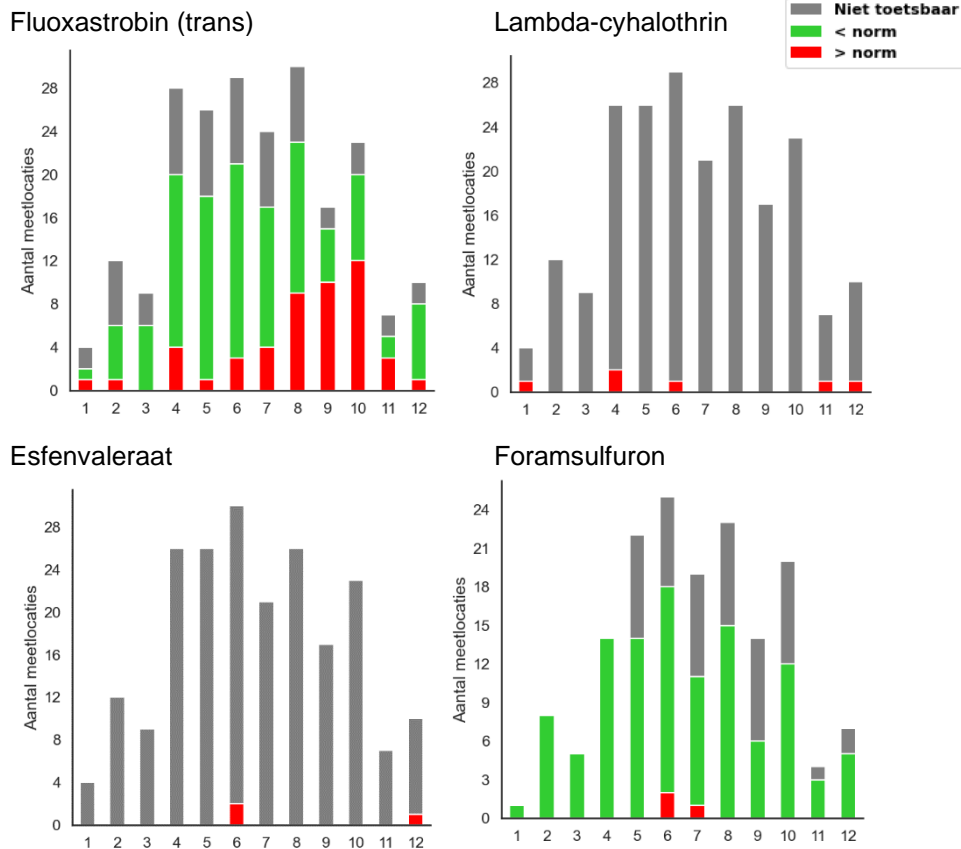 Fluoxastrobin (trans)
Lambda-cyhalothrin
Niet toetsbaar
< norm
> norm
Aantal meetlocaties
28
24
20
16
12
8
4
0
1 2 3 4 5 6 7 8 9 10 11 12
Aantal meetlocaties
28
24
20
16
12
8
4
0
1 2 3 4 5 6 7 8 9 10 11 12
Esfenvaleraat
Foramsulfuron
Aantal meetlocaties
28
24
20
16
12
8
4
0
1 2 3 4 5 6 7 8 9 10 11 12
Aantal meetlocaties
24
21
18
15
12
9
6
3
0
1 2 3 4 5 6 7 8 9 10 11 12